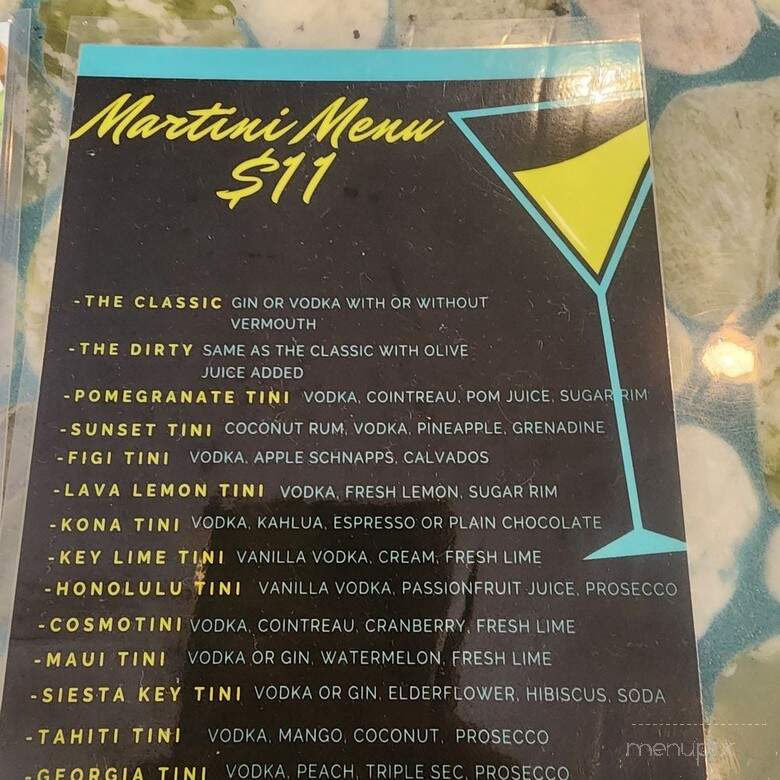 Martini Menu
$11
-THE CLASSIC GIN OR VODKA WITH OR WITHOUT
VERMOUTH
-THE DIRTY SAME AS THE CLASSIC WITH OLIVE
JUICE ADDED
-POMEGRANATE TINI VODKA, COINTREAU, POM JUICE, SUGAR RIM
-SUNSET TINI COCONUT RUM, VODKA, PINEAPPLE, GRENADINE
-FIGI TINI VODKA, APPLE SCHNAPPS, CALVADOS
-LAVA LEMON TINI VODKA, FRESH LEMON, SUGAR RIM
-KONA TINI VODKA, KAHLUA, ESPRESSO OR PLAIN CHOCOLATE
-KEY LIME TINI VANILLA VODKA, CREAM, FRESH LIME
-HONOLULU TINI VANILLA VODKA, PASSIONFRUIT JUICE, PROSECCO
-COSMOTINI VODKA, COINTREAU, CRANBERRY, FRESH LIME
-MAUI TINI VODKA OR GIN, WATERMELON, FRESH LIME
-SIESTA KEY TINI VODKA OR GIN, ELDERFLOWER, HIBISCUS, SODA
-TAHITI TINI VODKA, MANGO, COCONUT, PROSECCO
-GEORGIA TINI VODKA, PEACH, TRIPLE SEC, PROSECCO
menupix